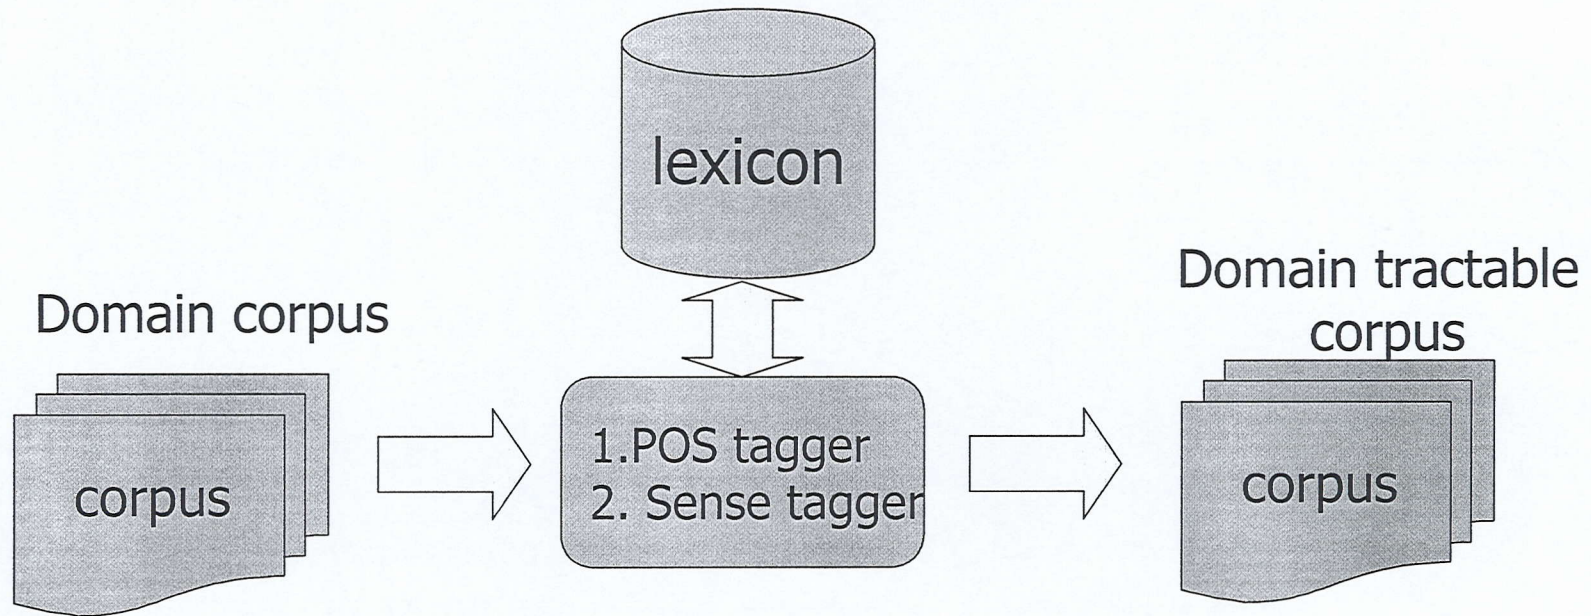 lexicon
Domain corpus
corpus
1.POS tagger
2. Sense tagger
Domain tractable
corpus
corpus